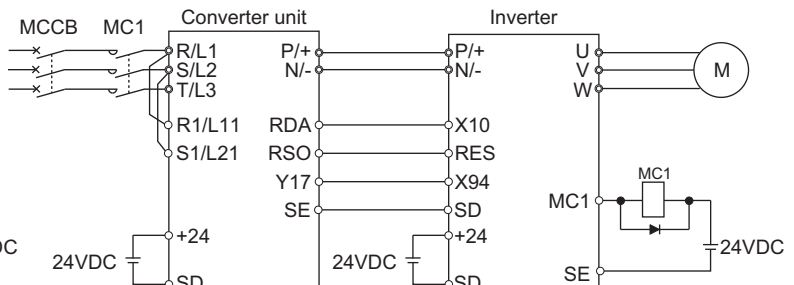 Converter unit
Inverter
MCCB MC1
R/L1 P/+ P/+ U
S/L2 N/- N/- V M
T/L3 W
R1/L11 RDA X10
S1/L21 RSO RES
Y17 X94 MC1
MC1
SE SD
+24 +24
24VDC 24VDC 24VDC
SE
SD SD